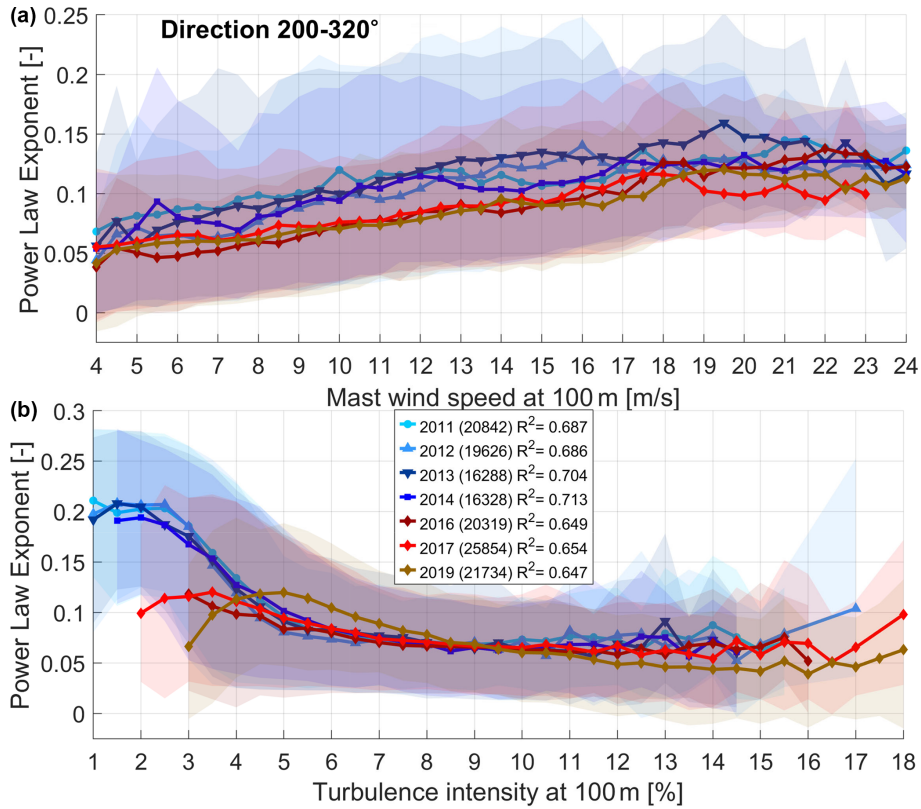 (a)
Direction 200-320°
Power Law Exponent [-]
0.25
0.2
0.15
0.1
0.05
0
4 5 6 7 8 9 10 11 12 13 14 15 16 17 18 19 20 21 22 23 24
Mast wind speed at 100 m [m/s]
(b)
Power Law Exponent [-]
0.3
0.25
0.2
0.15
0.1
0.05
0
2011 (20842) R²= 0.687
2012 (19626) R²= 0.686
2013 (16288) R²= 0.704
2014 (16328) R²= 0.713
2016 (20319) R²= 0.649
2017 (25854) R²= 0.654
2019 (21734) R²= 0.647
1 2 3 4 5 6 7 8 9 10 11 12 13 14 15 16 17 18
Turbulence intensity at 100 m [%]